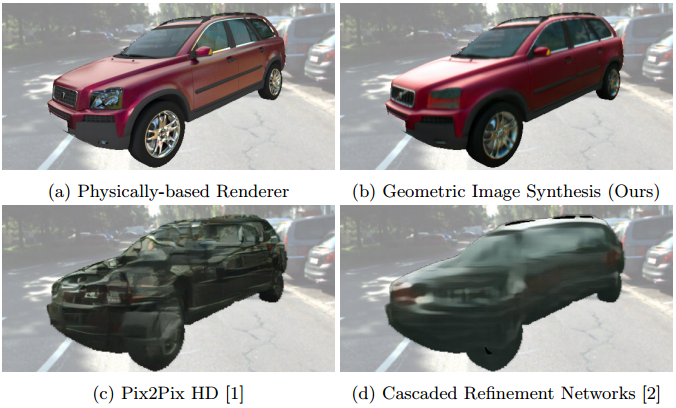 (a) Physically-based Renderer
(b) Geometric Image Synthesis (Ours)
(c) Pix2Pix HD [1]
(d) Cascaded Refinement Networks [2]